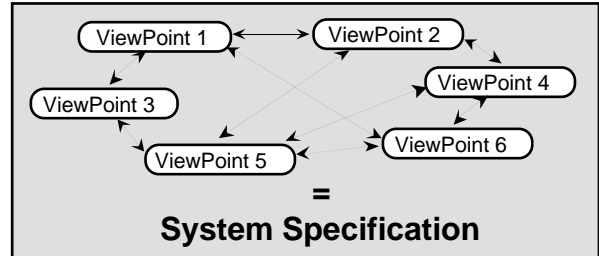 ViewPoint 1
ViewPoint 2
ViewPoint 4
ViewPoint 3
ViewPoint 6
ViewPoint 5
=
System Specification